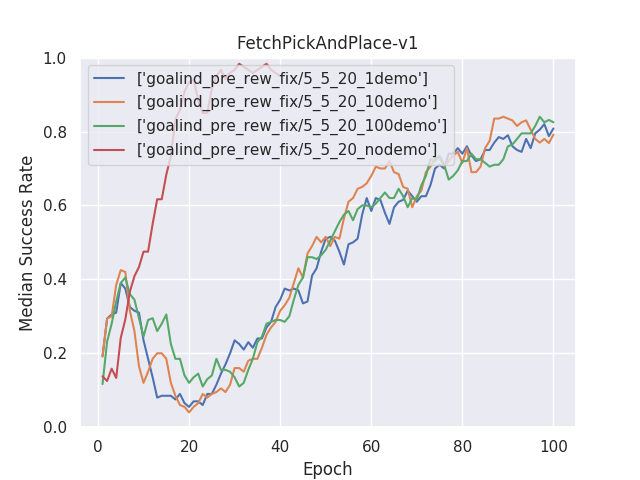 FetchPickAndPlace-v1
['goalind_pre_rew_fix/5_5_20_1demo']
['goalind_pre_rew_fix/5_5_20_10demo']
['goalind_pre_rew_fix/5_5_20_100demo']
['goalind_pre_rew_fix/5_5_20_nodemo']
Median Success Rate
1.0
0.8
0.6
0.4
0.2
0.0
0 20 40 60 80 100
Epoch